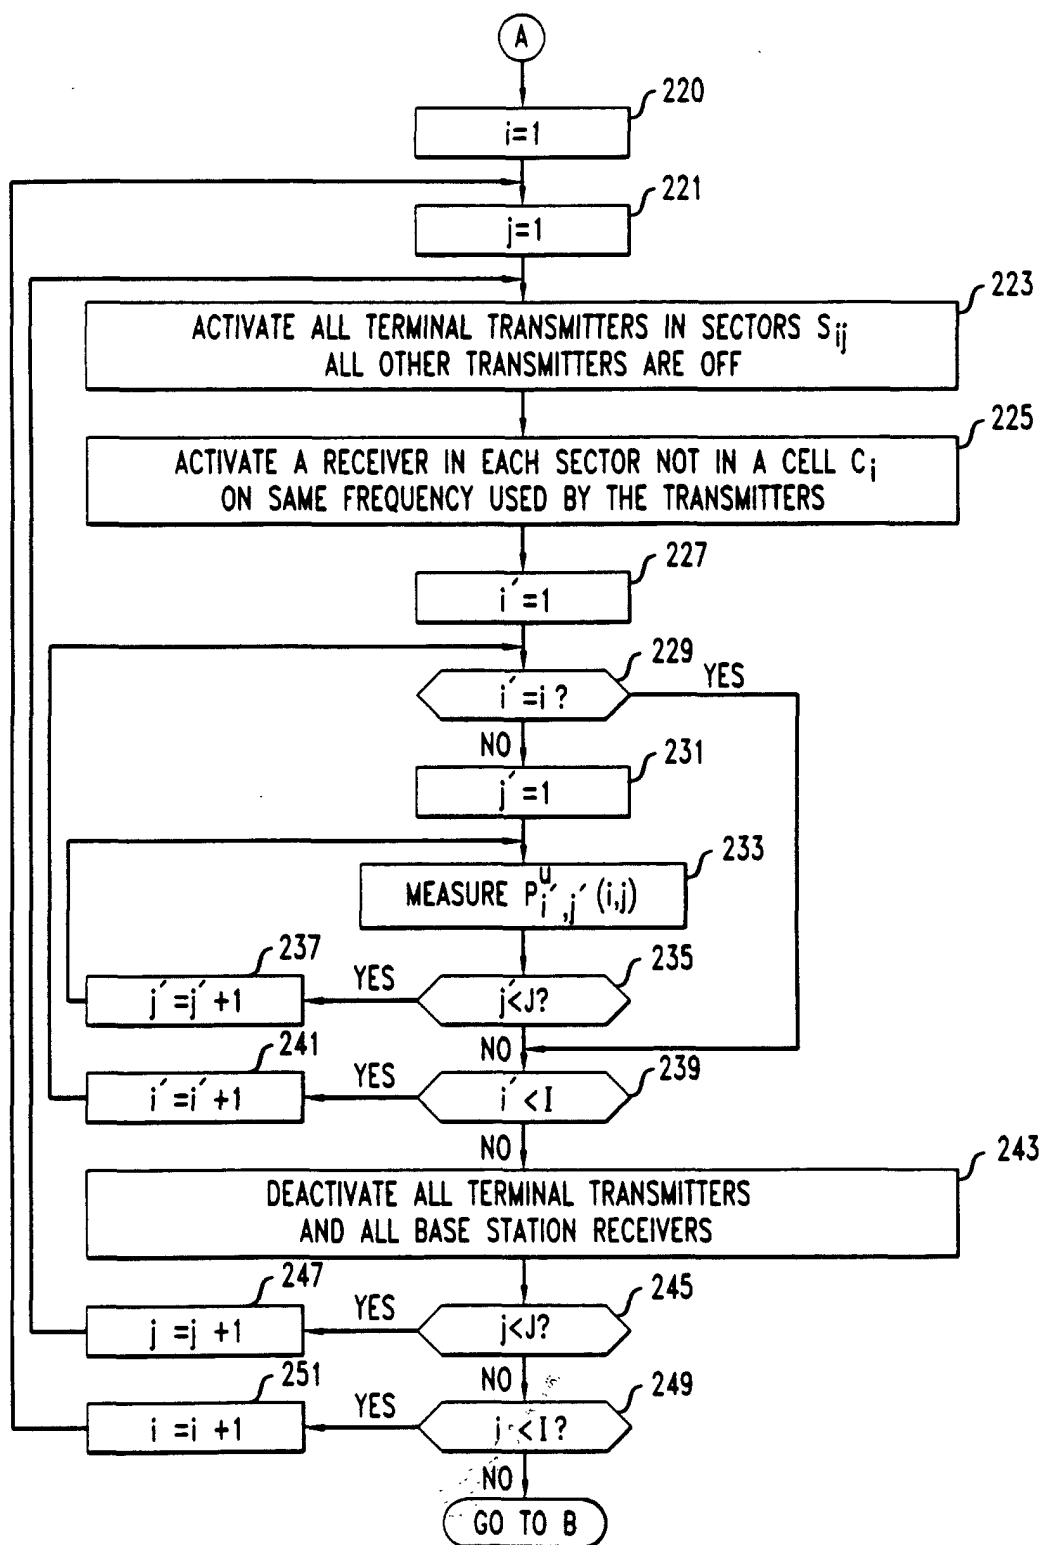 A
220
i=1
221
j=1
223
ACTIVATE ALL TERMINAL TRANSMITTERS IN SECTORS S_ij
ALL OTHER TRANSMITTERS ARE OFF
225
ACTIVATE A RECEIVER IN EACH SECTOR NOT IN A CELL C_i
ON SAME FREQUENCY USED BY THE TRANSMITTERS
227
i′=1
229
i′=i?
YES
NO
231
j′=1
233
MEASURE P^u_i′,j′ (i,j)
237
j′=j′+1
YES
235
j′<J?
NO
241
i′=i′+1
YES
239
i′<I
NO
243
DEACTIVATE ALL TERMINAL TRANSMITTERS
AND ALL BASE STATION RECEIVERS
247
j=j+1
YES
245
j<J?
NO
251
i=i+1
YES
249
<I?
NO
GO TO B